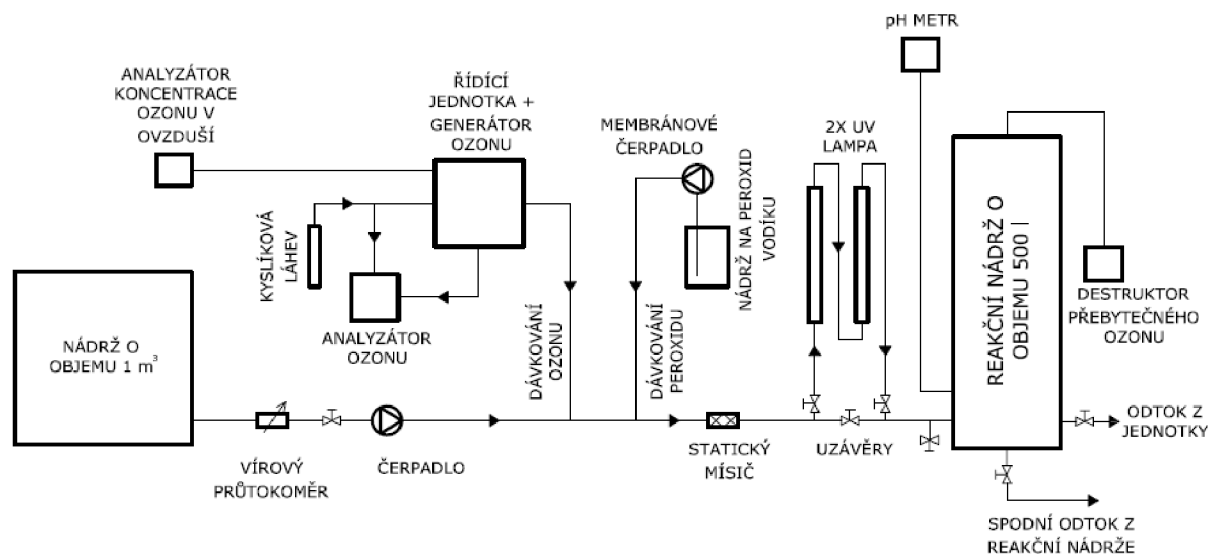 pH METR
ANALYZÁTOR
KONCENTRACE
OZONU V
OVZDUŠÍ
ŘÍDÍCÍ
JEDNOTKA +
GENERÁTOR
OZONU
MEMBRÁNOVÉ
ČERPADLO
2X UV
LAMPA
KYSLÍKOVÁ
LÁHEV
NÁDRŽ NA PEROXID
VODÍKU
REAKČNÍ NÁDRŽ O
OBJEMU 500 l
DESTRUKTOR
PŘEBYTEČNÉHO
OZONU
ANALYZÁTOR
OZONU
NÁDRŽ O
OBJEMU 1 m³
DÁVKOVÁNÍ
OZONU
DÁVKOVÁNÍ
PEROXIDU
ODTOK Z
JEDNOTKY
VÍROVÝ
PRŮTOKOMĚR
ČERPADLO
STATICKÝ
MÍSIČ
UZÁVĚRY
SPODNÍ ODTOK Z
REAKČNÍ NÁDRŽE